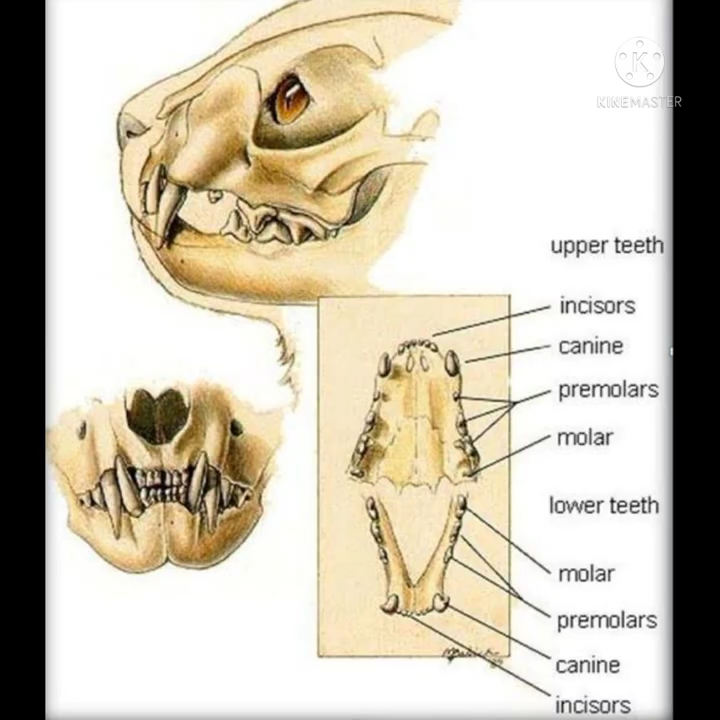 K
KINEMASTER
upper teeth
incisors
canine
premolars
molar
lower teeth
molar
premolars
canine
incisors